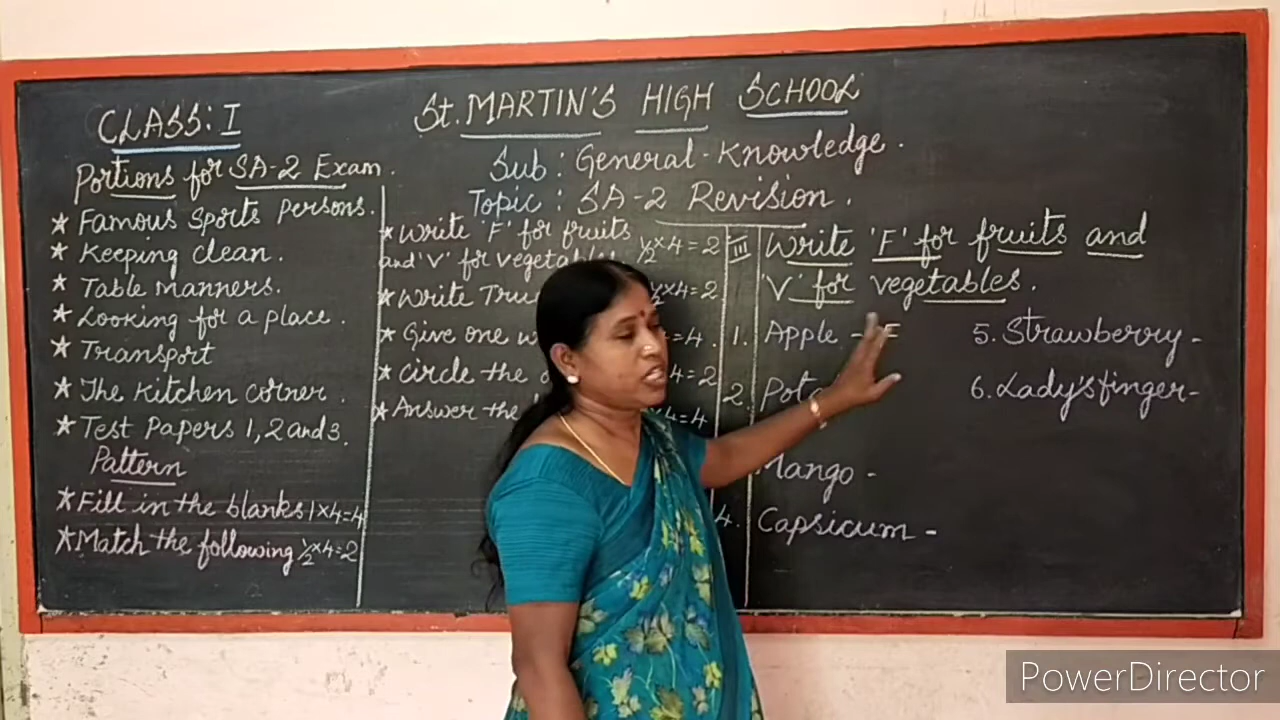 CLASS: I
Portions for SA-2 Exam.
★ Famous Sports Persons.
★ Keeping clean.
★ Table manners.
★ Looking for a place.
★ Transport
★ The Kitchen corner.
★ Test Papers 1, 2 and 3.
Pattern
★ Fill in the blanks 1×4=4
★ Match the following ½×4=2
St. MARTIN'S HIGH SCHOOL
Sub : General-Knowledge.
Topic : SA-2 Revision.
★ Write 'F' for fruits
and 'V' for vegetables ½×4=2
★ Write ½×4=2
★ Give one =4.
★ Circle the ×4=2
★ Answer the ×4=4
III Write 'F' for fruits and
'V' for vegetables.
1. Apple - F
2.
Mango -
4. Capsicum -
5. Strawberry -
6. Lady'sfinger-
PowerDirector